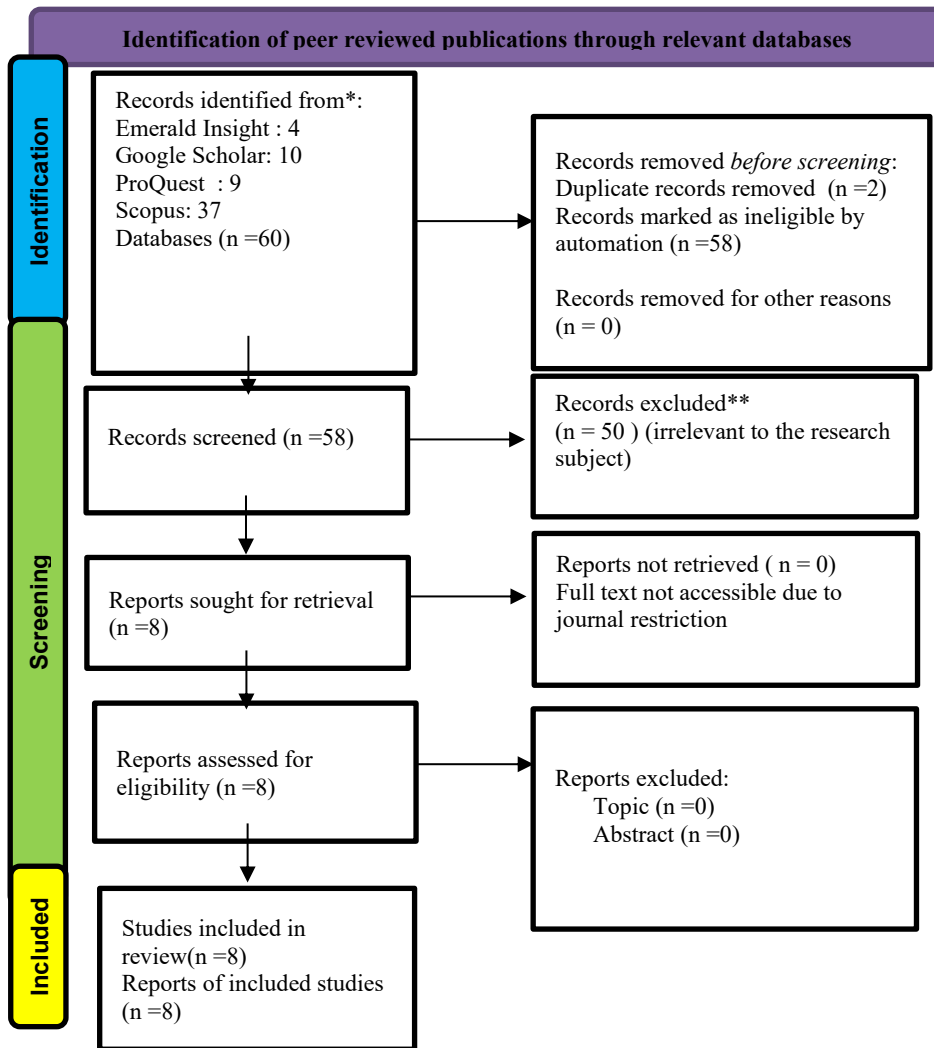 Identification of peer reviewed publications through relevant databases
Identification
Records identified from*:
Emerald Insight : 4
Google Scholar: 10
ProQuest : 9
Scopus: 37
Databases (n =60)
Records removed before screening:
Duplicate records removed (n =2)
Records marked as ineligible by
automation (n =58)
Records removed for other reasons
(n = 0)
Screening
Records screened (n =58)
Records excluded**
(n = 50 ) (irrelevant to the research
subject)
Reports sought for retrieval
(n =8)
Reports not retrieved ( n = 0)
Full text not accessible due to
journal restriction
Reports assessed for
eligibility (n =8)
Reports excluded:
Topic (n =0)
Abstract (n =0)
Included
Studies included in
review(n =8)
Reports of included studies
(n =8)